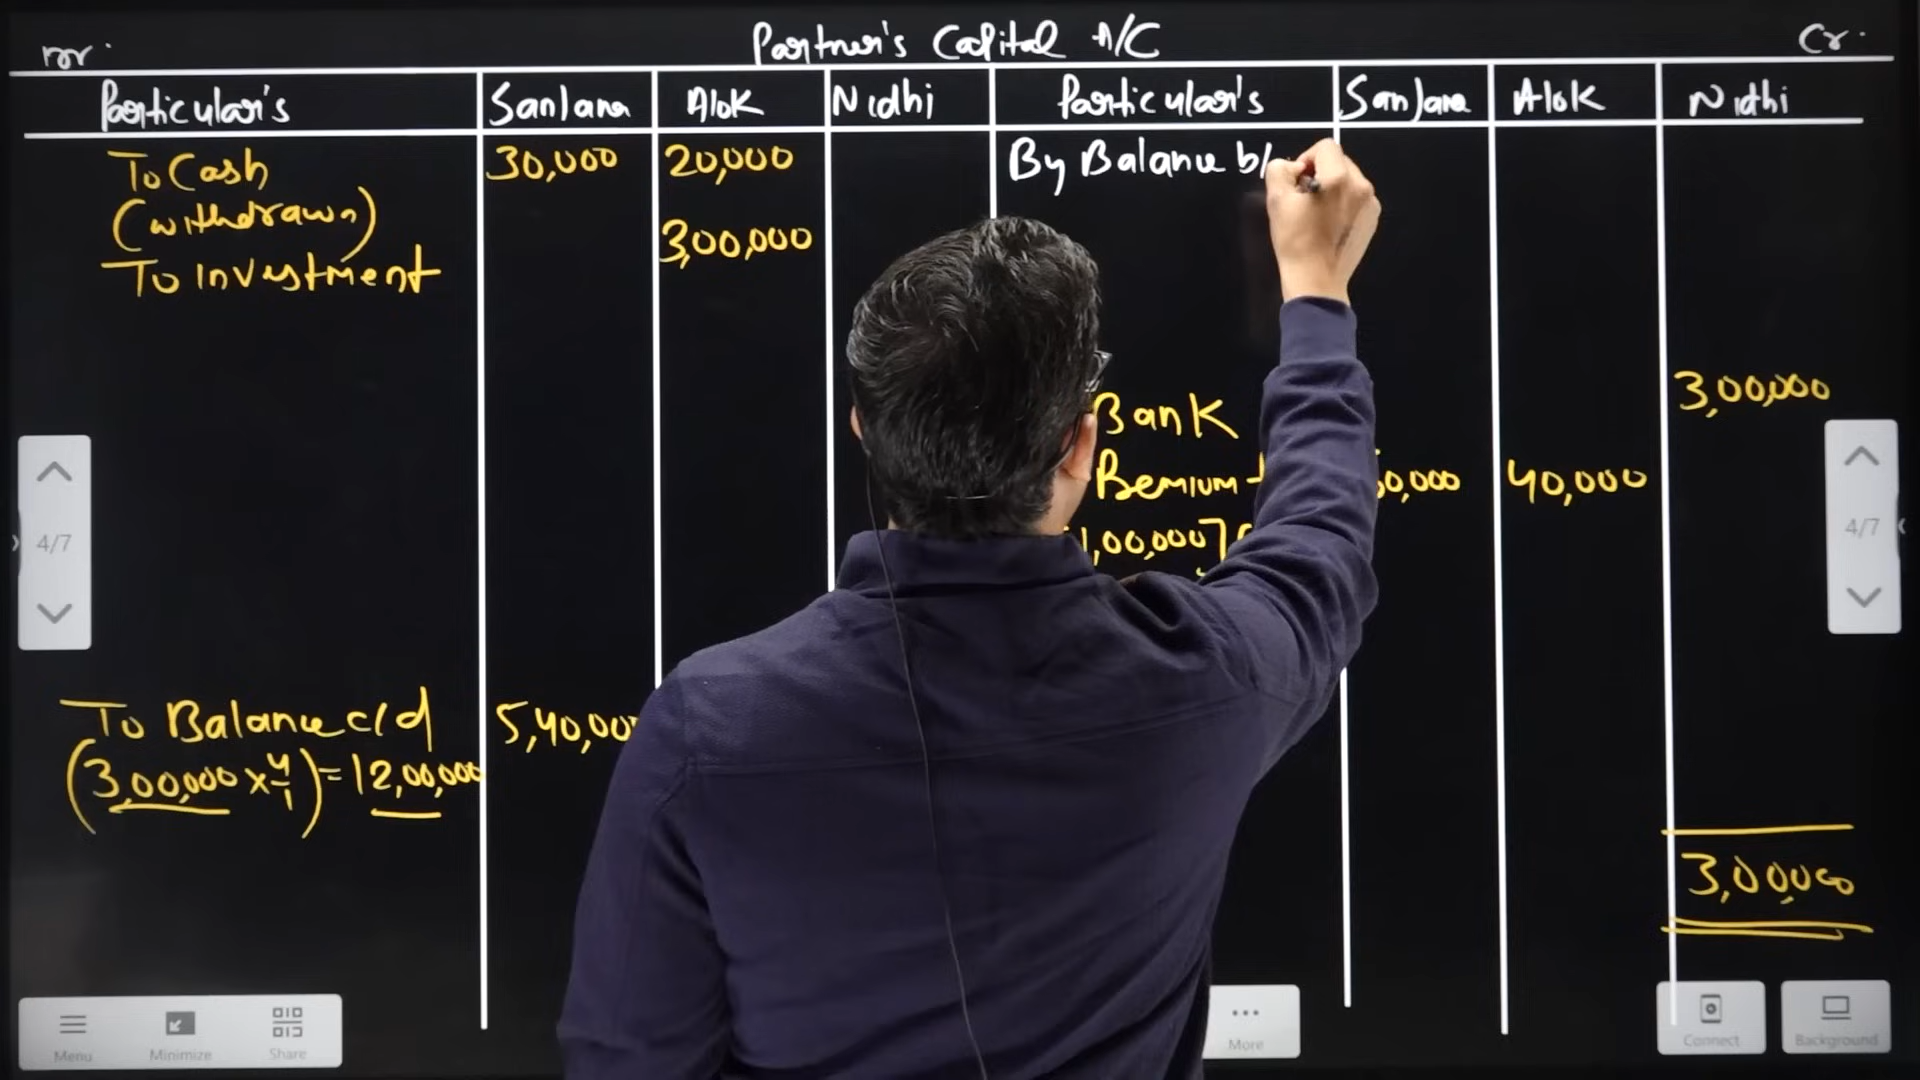 Partner's Capital A/C
Dr.
Cr.
Particular's Sanjana Alok Nidhi Particular's Sanjana Alok Nidhi
To Cash 30,000 20,000 By Balance b/
(withdrawn)
3,00,000
To Investment
3,00,000
Bank
40,000
1,00,000
To Balance c/d 5,40,00
(3,00,000 x 4/1) = 12,00,000
3,00,000
4/7
4/7
Menu Minimize Share More Connect Background